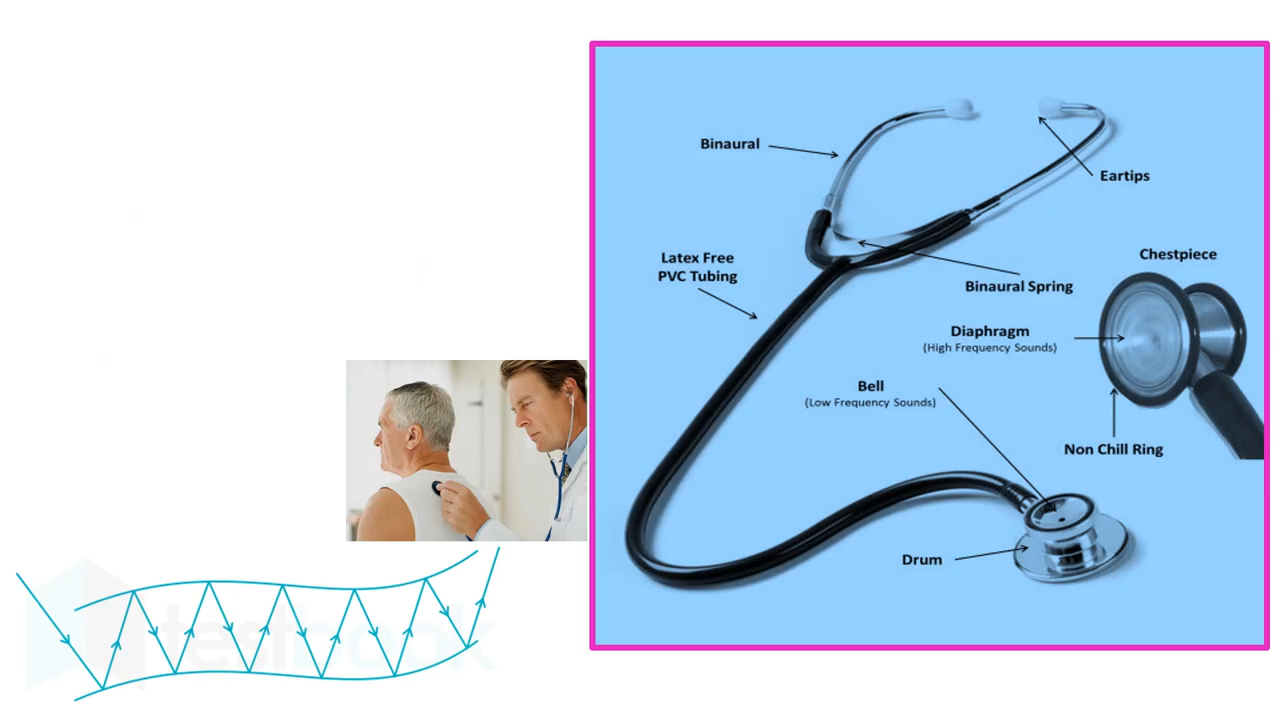 Binaural
Eartips
Latex Free
PVC Tubing
Chestpiece
Binaural Spring
Diaphragm
(High Frequency Sounds)
Bell
(Low Frequency Sounds)
Non Chill Ring
Drum
testbook